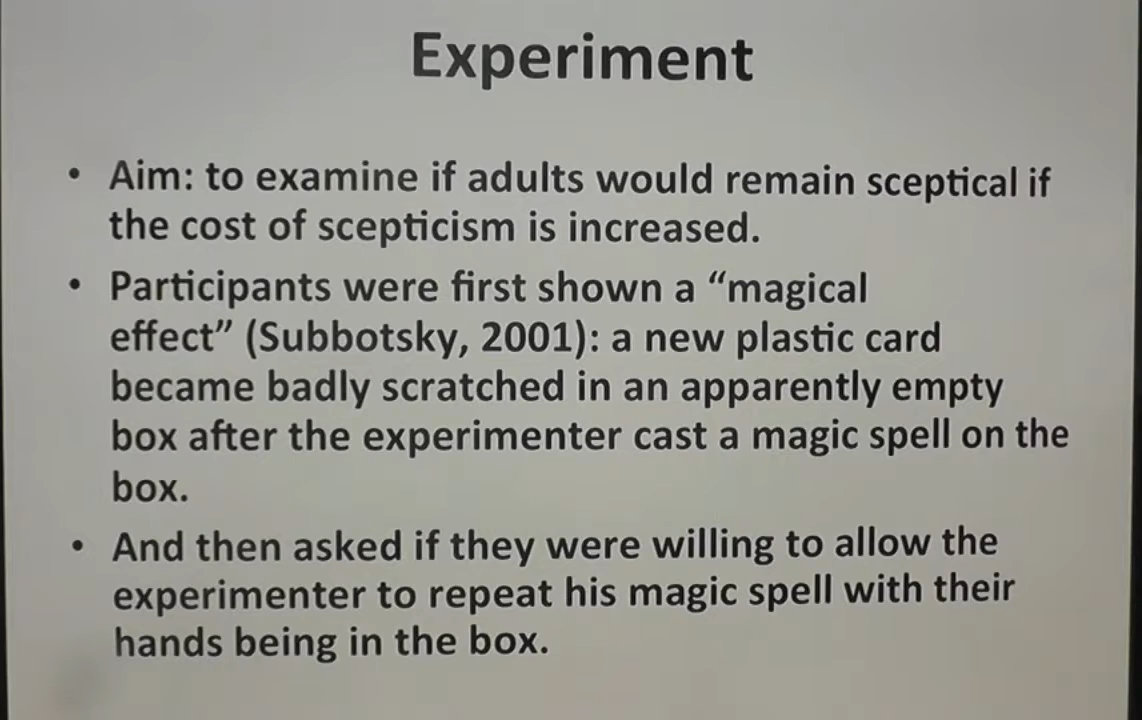 Experiment
• Aim: to examine if adults would remain sceptical if
the cost of scepticism is increased.
• Participants were first shown a “magical
effect” (Subbotsky, 2001): a new plastic card
became badly scratched in an apparently empty
box after the experimenter cast a magic spell on the
box.
• And then asked if they were willing to allow the
experimenter to repeat his magic spell with their
hands being in the box.